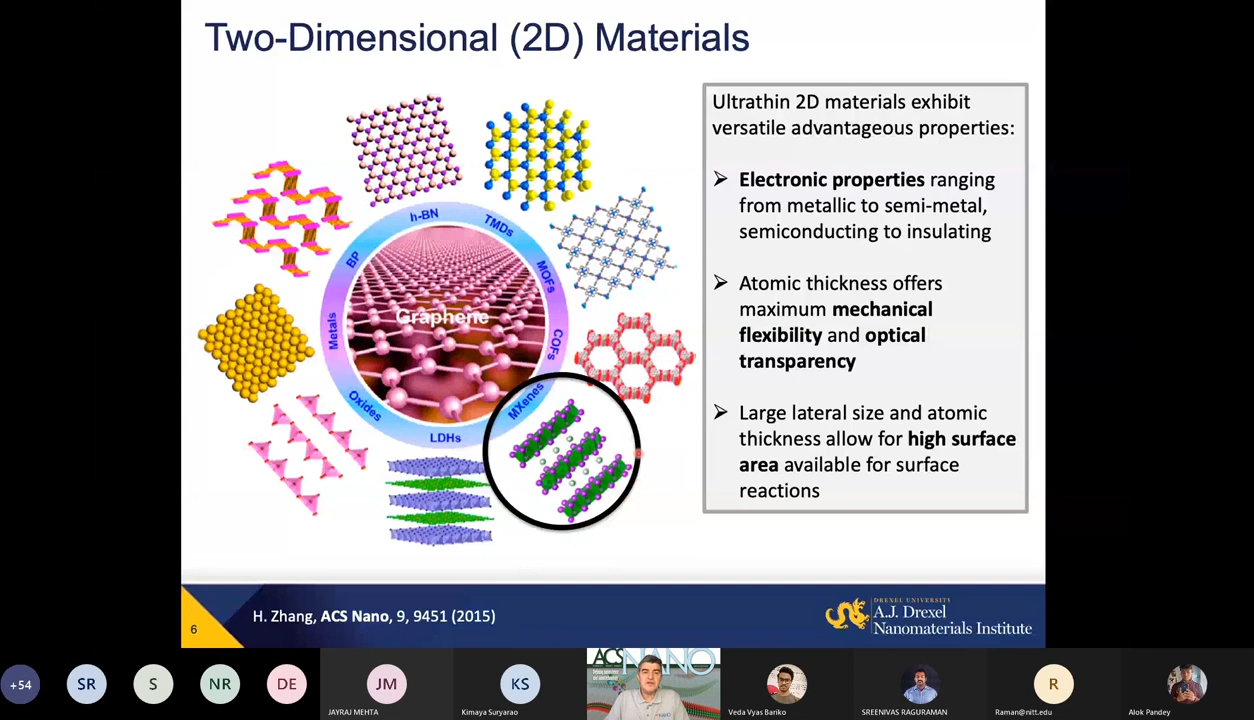 Two-Dimensional (2D) Materials
h-BN
TMDs
MOFs
COFs
MXenes
LDHs
Oxides
Metals
BP
Graphene
Ultrathin 2D materials exhibit
versatile advantageous properties:
Electronic properties ranging
from metallic to semi-metal,
semiconducting to insulating
Atomic thickness offers
maximum mechanical
flexibility and optical
transparency
Large lateral size and atomic
thickness allow for high surface
area available for surface
reactions
6
H. Zhang, ACS Nano, 9, 9451 (2015)
DREXEL UNIVERSITY
A.J. Drexel
Nanomaterials Institute
+54
SR
S
NR
DE
JM
JAYRAJ MEHTA
KS
Kimaya Suryarao
ACS NANO
Veda Vyas Bariko
SREENIVAS RAGURAMAN
R
Raman@nitt.edu
Alok Pandey